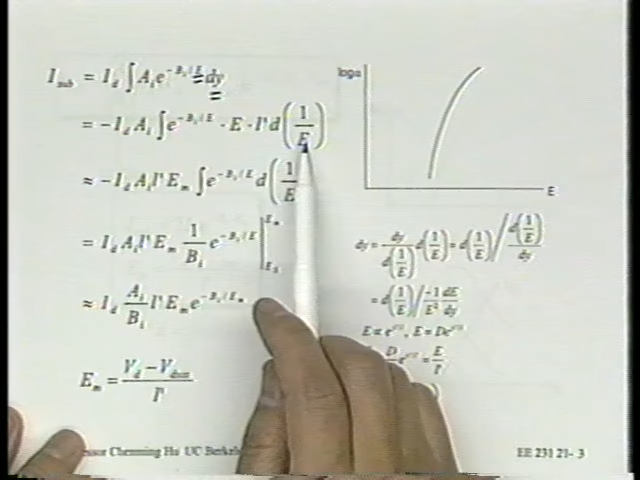 I_sub = I_d ∫ A_i e^{-B_i/E} dy
= -I_d A_i ∫ e^{-B_i/E} · E · l' d(1/E)
≈ -I_d A_i l' E_m ∫ e^{-B_i/E} d(1/E
= I_d A_i l' E_m 1/B_i e^{-B_i/E} |
≈ I_d A_i/B_i l' E_m e^{-B_i/E_m}
E_m = (V_d - V_dsat)/l'
logα
E
dy = dy/d(1/E) d(1/E) = d(1/E) / d(1/E)/dy
= d(1/E) / -1/E² dE/dy
= E/l'
essor Chenming Hu UC Berkel
EE 231 21- 3